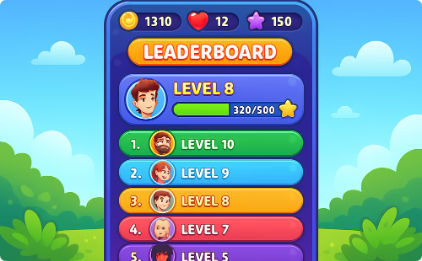 1310 12 150
LEADERBOARD
LEVEL 8
320/500
1. LEVEL 10
2. LEVEL 9
3. LEVEL 8
4. LEVEL 7
5. LEVEL 5